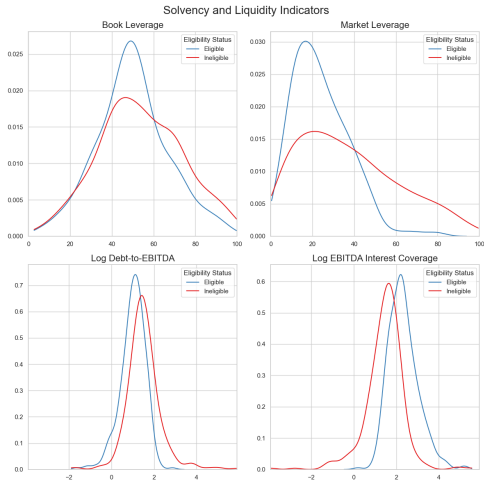 Solvency and Liquidity Indicators
Book Leverage
Eligibility Status
Eligible
Ineligible
0.025
0.020
0.015
0.010
0.005
0.000
0 20 40 60 80 100
Market Leverage
Eligibility Status
Eligible
Ineligible
0.030
0.025
0.020
0.015
0.010
0.005
0.000
0 20 40 60 80 100
Log Debt-to-EBITDA
Eligibility Status
Eligible
Ineligible
0.7
0.6
0.5
0.4
0.3
0.2
0.1
0.0
−2 0 2 4
Log EBITDA Interest Coverage
Eligibility Status
Eligible
Ineligible
0.6
0.5
0.4
0.3
0.2
0.1
0.0
−2 0 2 4